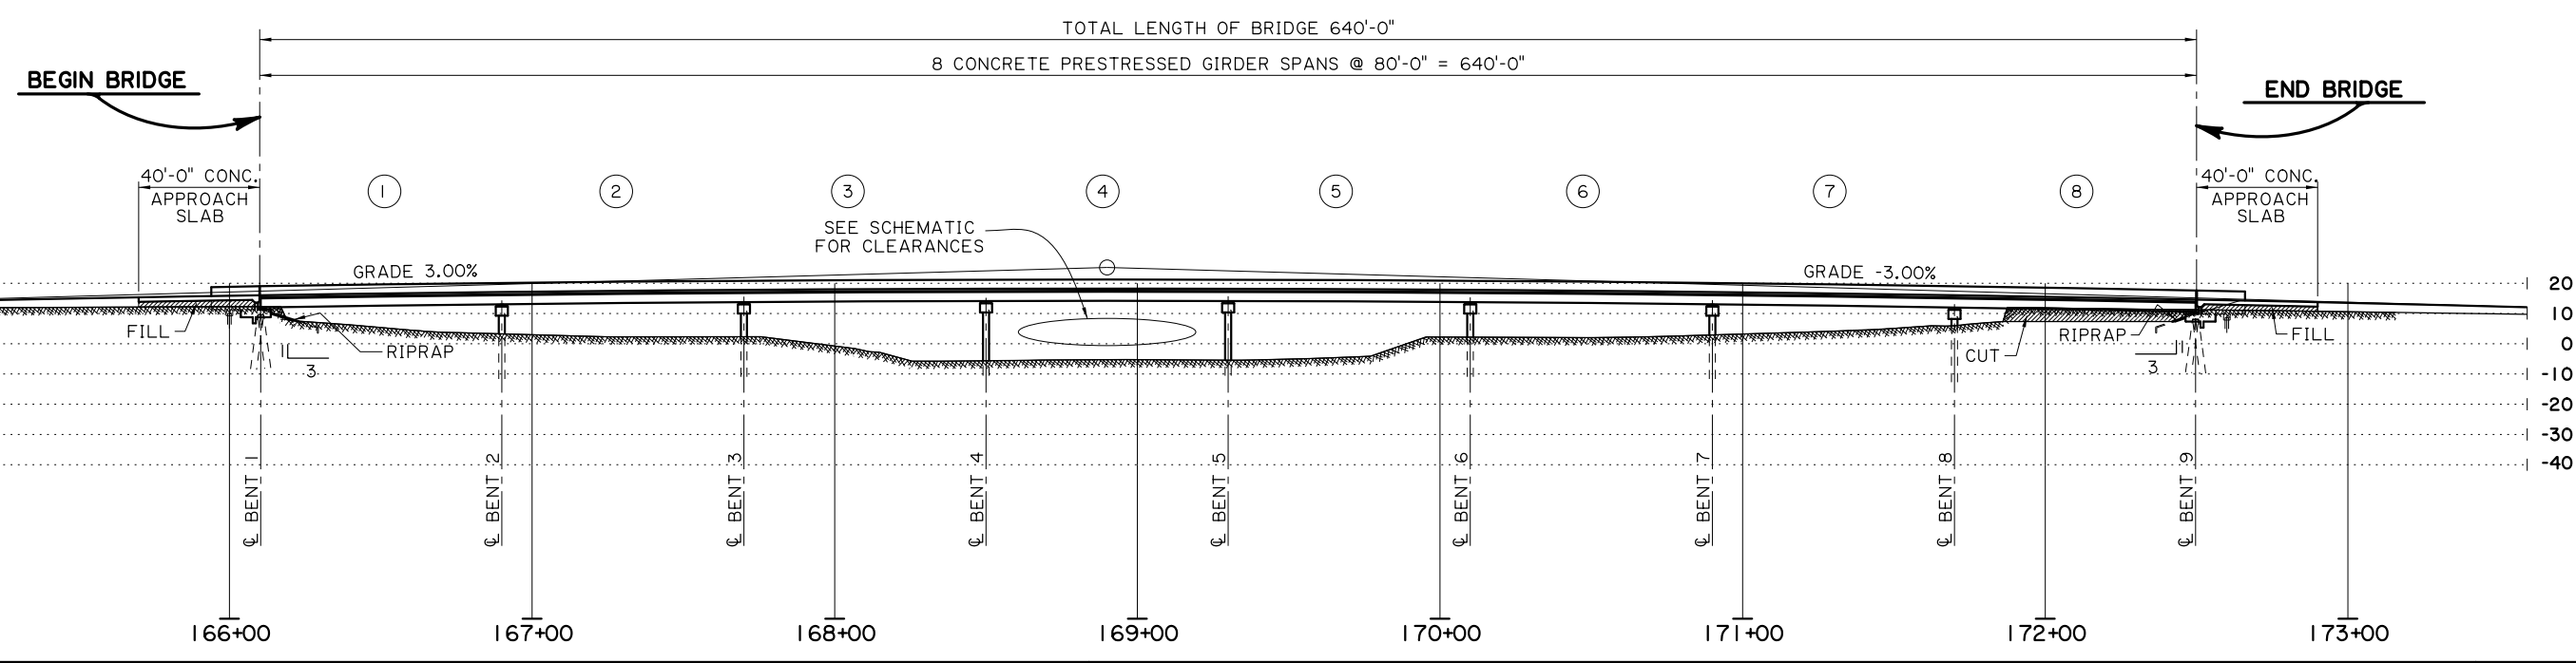 TOTAL LENGTH OF BRIDGE 640'-0"
8 CONCRETE PRESTRESSED GIRDER SPANS @ 80'-0" = 640'-0"
BEGIN BRIDGE
END BRIDGE
40'-0" CONC.
APPROACH
SLAB
1
2
3
4
5
6
7
8
40'-0" CONC.
APPROACH
SLAB
SEE SCHEMATIC
FOR CLEARANCES
GRADE 3.00%
GRADE -3.00%
FILL
RIPRAP
1
3
CUT
RIPRAP
1
3
FILL
20
10
0
-10
-20
-30
-40
℄ BENT 1
℄ BENT 2
℄ BENT 3
℄ BENT 4
℄ BENT 5
℄ BENT 6
℄ BENT 7
℄ BENT 8
℄ BENT 9
166+00
167+00
168+00
169+00
170+00
171+00
172+00
173+00